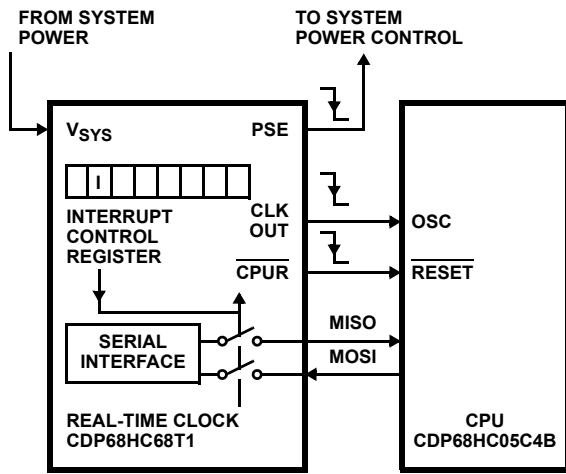 FROM SYSTEM
POWER
TO SYSTEM
POWER CONTROL
VSYS
PSE
I
INTERRUPT
CONTROL
REGISTER
CLK
OUT
CPUR
OSC
RESET
SERIAL
INTERFACE
MISO
MOSI
REAL-TIME CLOCK
CDP68HC68T1
CPU
CDP68HC05C4B